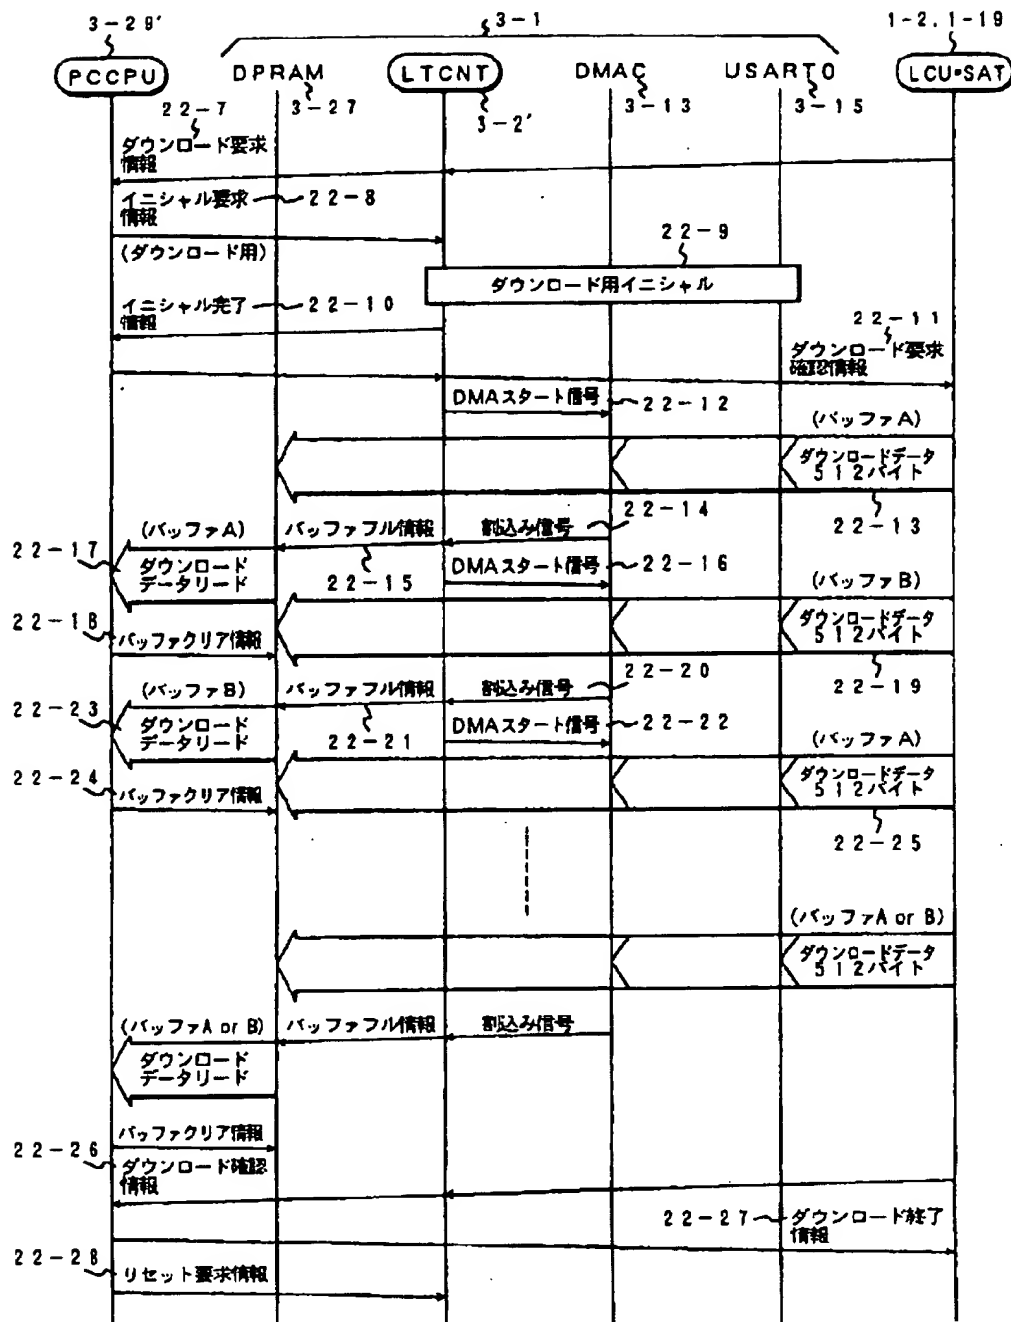 3-29' 3-1 1-2,1-19
PCCPU DPRAM LTCNT DMAC USART0 LCU・SAT
22-7 3-27 3-2' 3-13 3-15
ダウンロード要求
情報
イニシャル要求 22-8
情報
(ダウンロード用)
22-9
ダウンロード用イニシャル
イニシャル完了 22-10
情報
22-11
ダウンロード要求
確認情報
DMAスタート信号 22-12
(バッファA)
ダウンロードデータ
512バイト
22-13
22-14
(バッファA) バッファフル情報 割込み信号
22-17
ダウンロード
データリード
22-15
DMAスタート信号 22-16
(バッファB)
ダウンロードデータ
512バイト
22-18
バッファクリア情報
22-19
22-20
(バッファB) バッファフル情報 割込み信号
22-23
ダウンロード
データリード
22-21
DMAスタート信号 22-22
(バッファA)
ダウンロードデータ
512バイト
22-24
バッファクリア情報
22-25
(バッファA or B)
ダウンロードデータ
512バイト
(バッファA or B) バッファフル情報 割込み信号
ダウンロード
データリード
バッファクリア情報
22-26
ダウンロード確認
情報
22-27 ダウンロード終了
情報
22-28
リセット要求情報